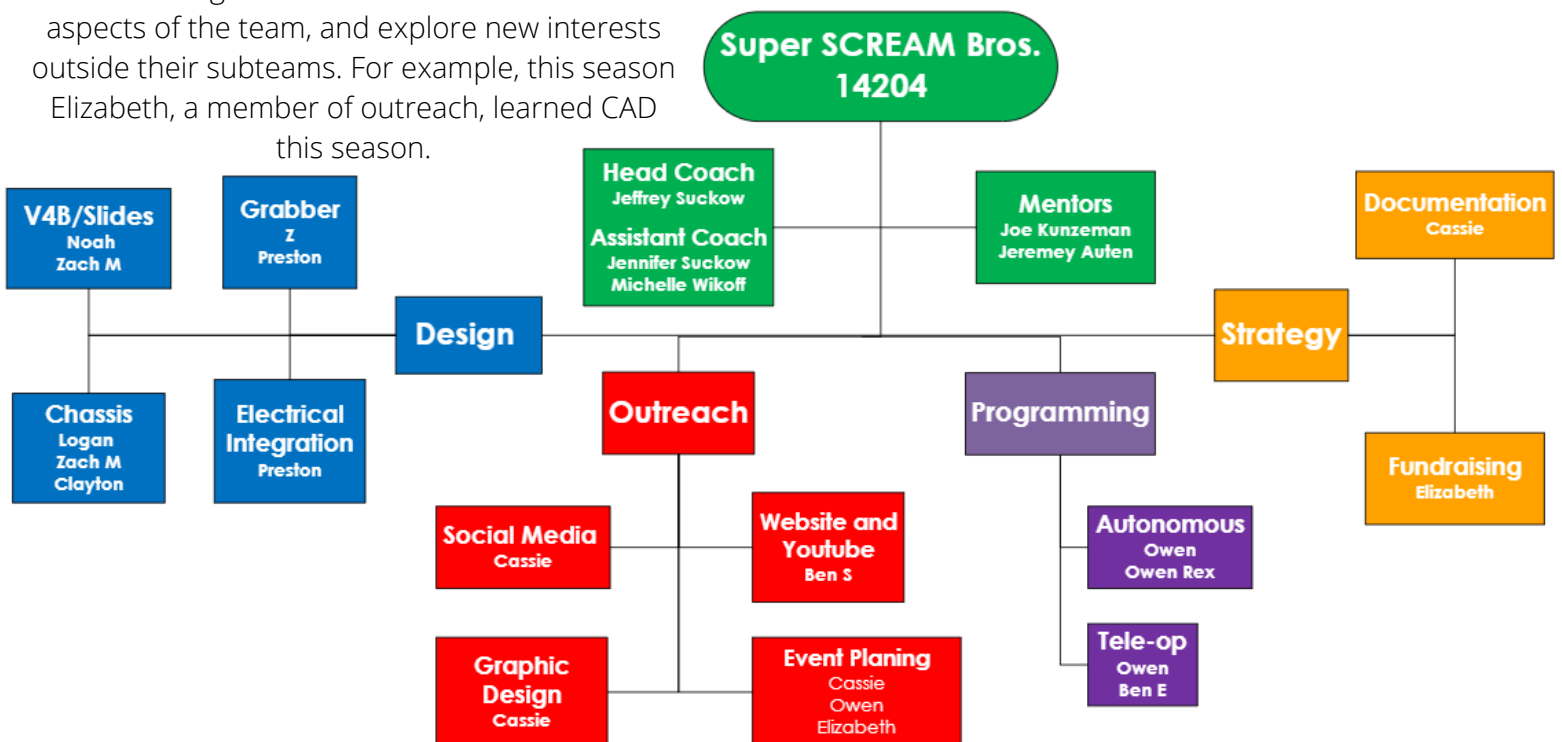 aspects of the team, and explore new interests
outside their subteams. For example, this season
Elizabeth, a member of outreach, learned CAD
this season.
Super SCREAM Bros.
14204
Head Coach
Jeffrey Suckow
Assistant Coach
Jennifer Suckow
Michelle Wikoff
Mentors
Joe Kunzeman
Jeremey Auten
V4B/Slides
Noah
Zach M
Grabber
Z
Preston
Design
Chassis
Logan
Zach M
Clayton
Electrical
Integration
Preston
Outreach
Social Media
Cassie
Website and
Youtube
Ben S
Graphic
Design
Cassie
Event Planing
Cassie
Owen
Elizabeth
Programming
Autonomous
Owen
Owen Rex
Tele-op
Owen
Ben E
Strategy
Documentation
Cassie
Fundraising
Elizabeth